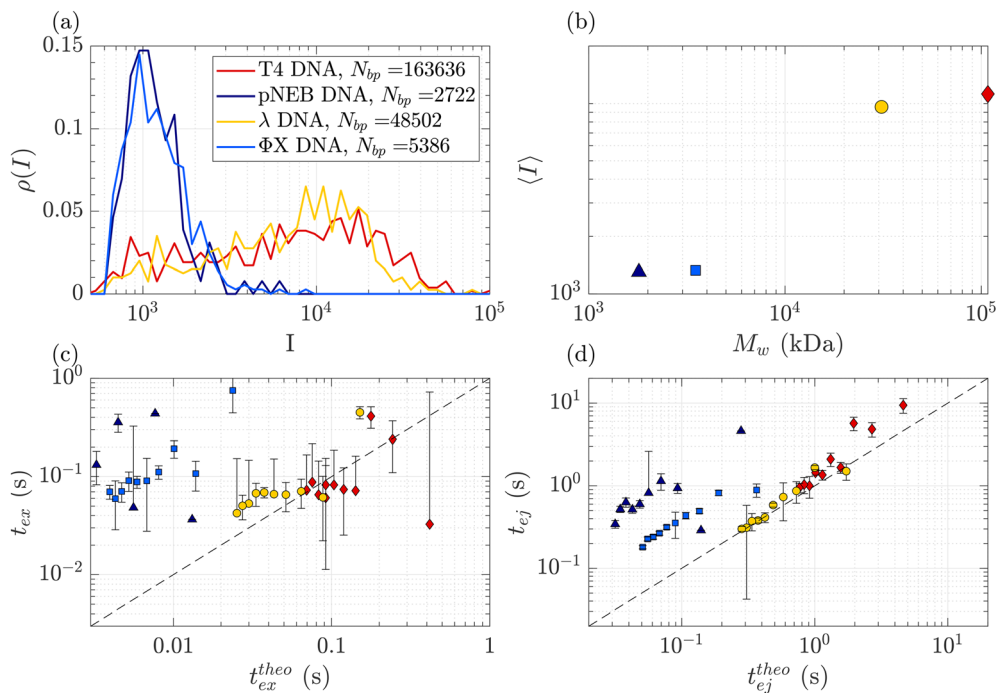 (a)
0.15
0.1
0.05
0
ρ(I)
T4 DNA, N_bp =163636
pNEB DNA, N_bp =2722
λ DNA, N_bp =48502
ΦX DNA, N_bp =5386
10^3
10^4
10^5
I
(b)
⟨I⟩
10^3
10^3
10^4
10^5
M_w (kDa)
(c)
10^0
10^-1
10^-2
t_ex (s)
0.01
0.1
1
t_ex^theo (s)
(d)
10^1
10^0
10^-1
t_ej (s)
10^-1
10^0
10^1
t_ej^theo (s)